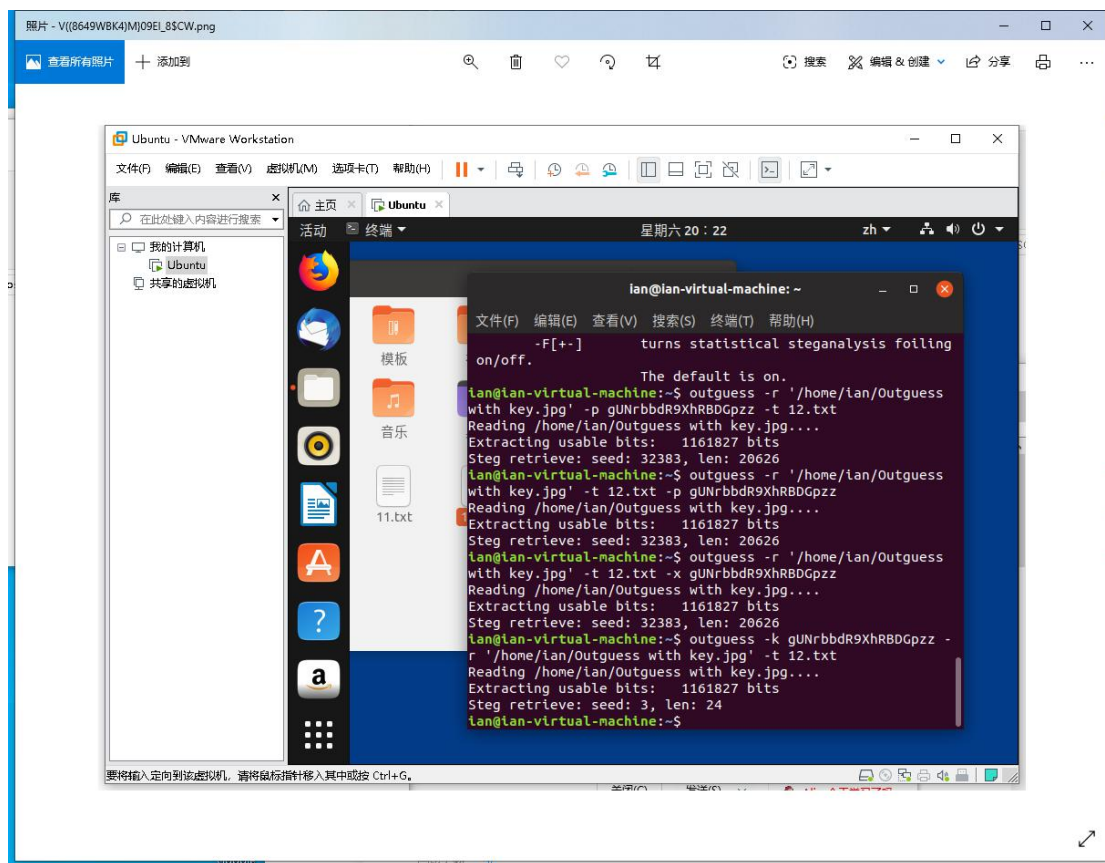 照片 - V((8649WBK4)M}09EI_8$CW.png
查看所有照片 添加到 搜索 编辑 & 创建 分享
Ubuntu - VMware Workstation
文件(F) 编辑(E) 查看(V) 虚拟机(M) 选项卡(T) 帮助(H)
库
主页 Ubuntu
在此处键入内容进行搜索
活动 终端 星期六 20：22 zh
我的计算机
Ubuntu
共享的虚拟机
模板
音乐
11.txt
ian@ian-virtual-machine: ~
文件(F) 编辑(E) 查看(V) 搜索(S) 终端(T) 帮助(H)
-F[+-] turns statistical steganalysis foiling
on/off.
The default is on.
ian@ian-virtual-machine:~$ outguess -r '/home/ian/Outguess
with key.jpg' -p gUNrbbdR9XhRBDGpzz -t 12.txt
Reading /home/ian/Outguess with key.jpg....
Extracting usable bits: 1161827 bits
Steg retrieve: seed: 32383, len: 20626
ian@ian-virtual-machine:~$ outguess -r '/home/ian/Outguess
with key.jpg' -t 12.txt -p gUNrbbdR9XhRBDGpzz
Reading /home/ian/Outguess with key.jpg....
Extracting usable bits: 1161827 bits
Steg retrieve: seed: 32383, len: 20626
ian@ian-virtual-machine:~$ outguess -r '/home/ian/Outguess
with key.jpg' -t 12.txt -x gUNrbbdR9XhRBDGpzz
Reading /home/ian/Outguess with key.jpg....
Extracting usable bits: 1161827 bits
Steg retrieve: seed: 32383, len: 20626
ian@ian-virtual-machine:~$ outguess -k gUNrbbdR9XhRBDGpzz -
r '/home/ian/Outguess with key.jpg' -t 12.txt
Reading /home/ian/Outguess with key.jpg....
Extracting usable bits: 1161827 bits
Steg retrieve: seed: 3, len: 24
ian@ian-virtual-machine:~$
要将输入定向到该虚拟机，请将鼠标指针移入其中或按 Ctrl+G。